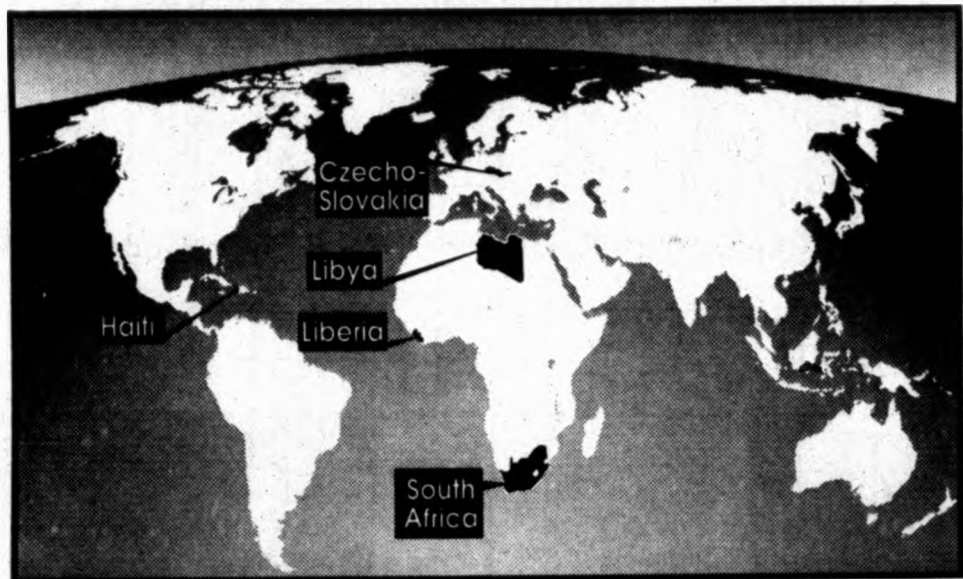 Czecho-
Slovakia
Libya
Haiti
Liberia
South
Africa